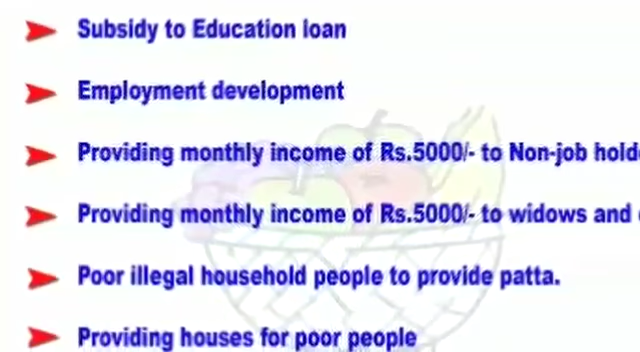 Subsidy to Education loan
Employment development
Providing monthly income of Rs.5000/- to Non-job
Providing monthly income of Rs.5000/- to widows and
Poor illegal household people to provide patta.
Providing houses for poor people